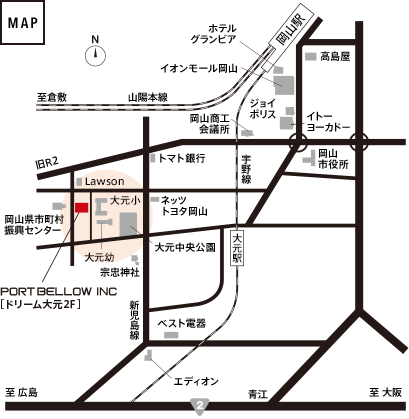 MAP
N
岡山駅
ホテル
グランビア
高島屋
イオンモール岡山
至倉敷
山陽本線
ジョイ
ポリス
岡山商工
会議所
イトー
ヨーカドー
旧R2
トマト銀行
宇野線
岡山
市役所
Lawson
大元小
ネッツ
トヨタ岡山
岡山県市町村
振興センター
大元幼
大元中央公園
大元駅
宗忠神社
PORTBELLOW INC
[ドリーム大元2F]
新児島線
ベスト電器
エディオン
至 広島
2
青江
至 大阪